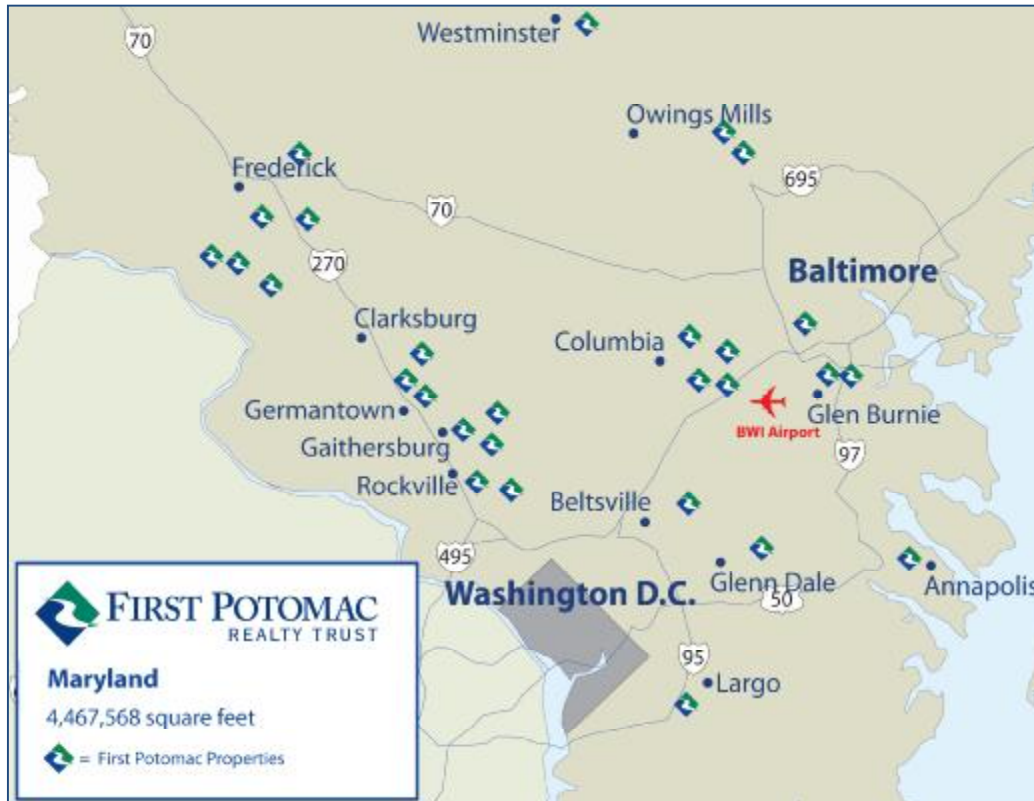 Westminster
70
Owings Mills
Frederick
695
70
270
Baltimore
Clarksburg
Columbia
Germantown
Glen Burnie
BWI Airport
Gaithersburg
97
Rockville
Beltsville
495
Glenn Dale
Annapolis
Washington D.C.
50
95
Largo
FIRST POTOMAC
REALTY TRUST
Maryland
4,467,568 square feet
= First Potomac Properties